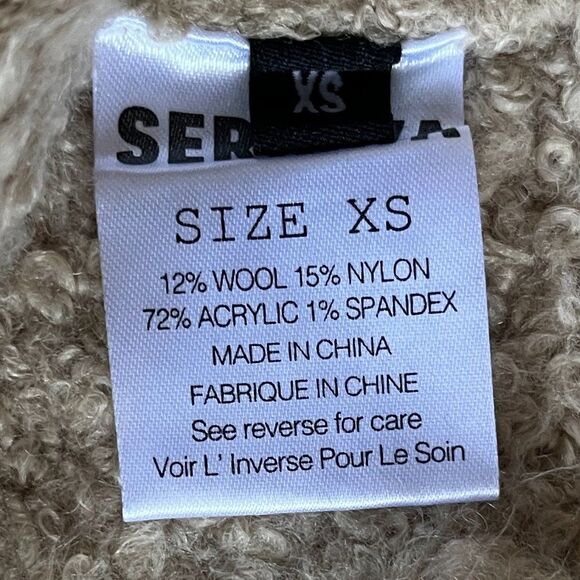 XS
SIZE XS
12% WOOL 15% NYLON
72% ACRYLIC 1% SPANDEX
MADE IN CHINA
FABRIQUE IN CHINE
See reverse for care
Voir L' Inverse Pour Le Soin